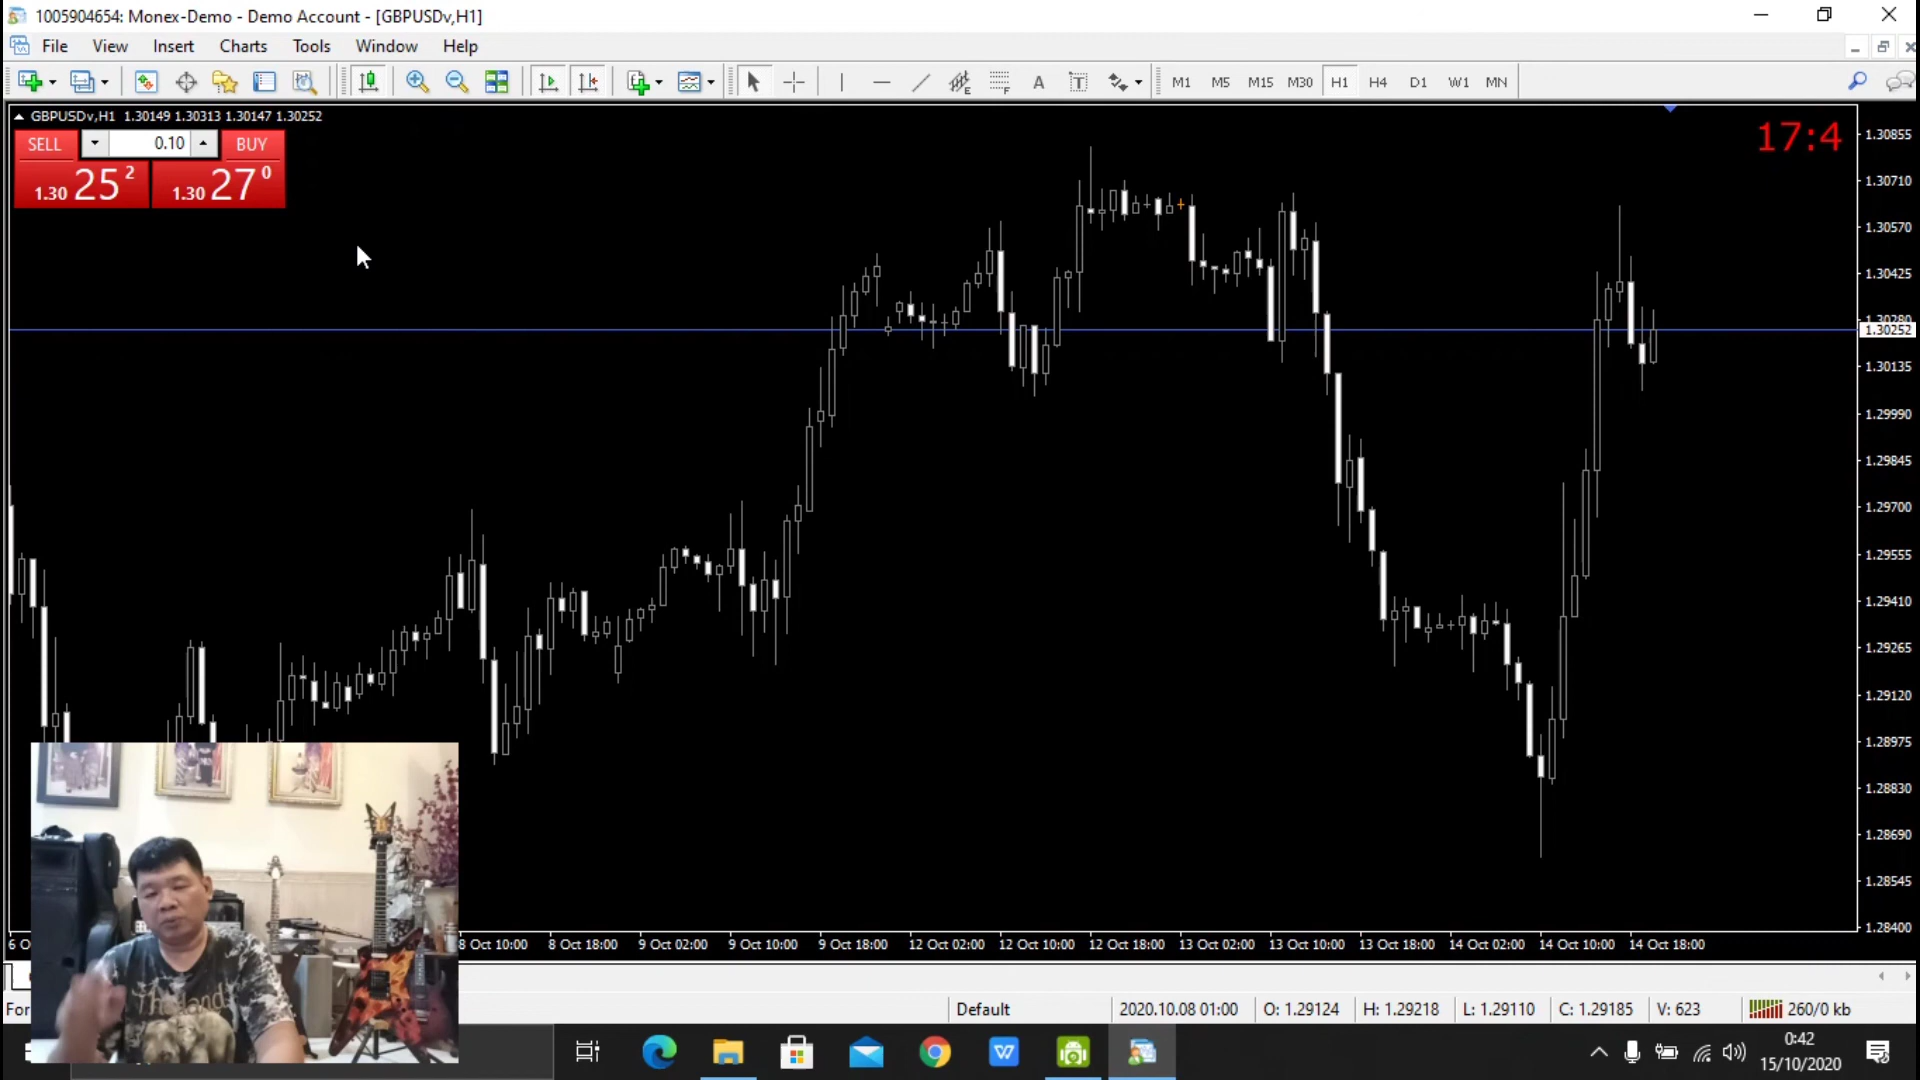 1005904654: Monex-Demo - Demo Account - [GBPUSDv,H1]
File View Insert Charts Tools Window Help
A T E F M1 M5 M15 M30 H1 H4 D1 W1 MN
GBPUSDv,H1 1.30149 1.30313 1.30147 1.30252
SELL 0.10 BUY
1.30 25 2 1.30 27 0
17:4
1.30855
1.30710
1.30570
1.30425
1.30280
1.30252
1.30135
1.29990
1.29845
1.29700
1.29555
1.29410
1.29265
1.29120
1.28975
1.28830
1.28690
1.28545
1.28400
6 O 8 Oct 10:00 8 Oct 18:00 9 Oct 02:00 9 Oct 10:00 9 Oct 18:00 12 Oct 02:00 12 Oct 10:00 12 Oct 18:00 13 Oct 02:00 13 Oct 10:00 13 Oct 18:00 14 Oct 02:00 14 Oct 10:00 14 Oct 18:00
Thailand
For Default 2020.10.08 01:00 O: 1.29124 H: 1.29218 L: 1.29110 C: 1.29185 V: 623 260/0 kb
W
0:42
15/10/2020